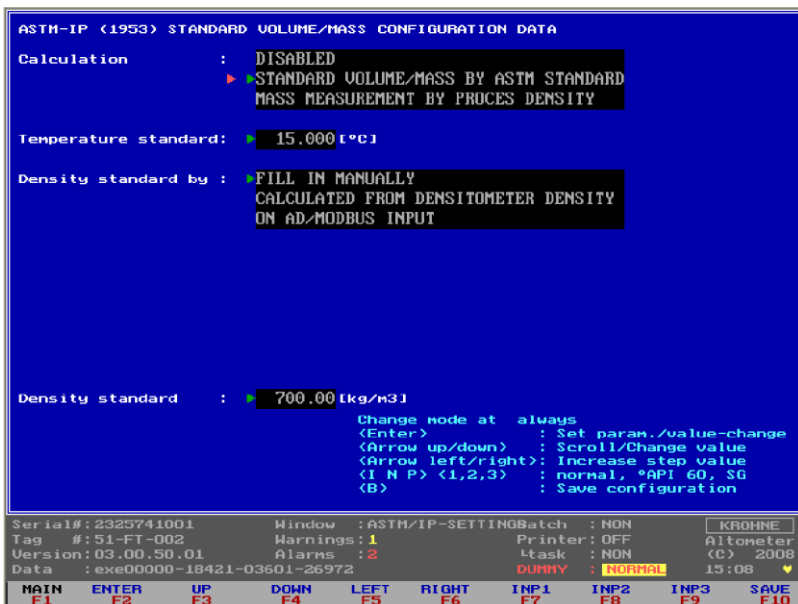 ASTM-IP (1953) STANDARD VOLUME/MASS CONFIGURATION DATA
Calculation : DISABLED
STANDARD VOLUME/MASS BY ASTM STANDARD
MASS MEASUREMENT BY PROCES DENSITY
Temperature standard: 15.000 [ºC]
Density standard by : FILL IN MANUALLY
CALCULATED FROM DENSITOMETER DENSITY
ON AD/MODBUS INPUT
Density standard : 700.00 [kg/m3]
Change mode at always
<Enter> : Set param./value-change
<Arrow up/down> : Scroll/Change value
<Arrow left/right>: Increase step value
<I N P> <1,2,3> : normal, ºAPI 60, SG
<B> : Save configuration
Serial#:2325741001 Window :ASTM/IP-SETTINGBatch : NON KROHNE
Tag #:51-FT-002 Warnings:1 Printer: OFF Altometer
Version:03.00.50.01 Alarms :2 Ltask : NON (C) 2008
Data :exe00000-18421-03601-26972 DUMMY : NORMAL 15:08 ♥
MAIN ENTER UP DOWN LEFT RIGHT INP1 INP2 INP3 SAVE
F1 F2 F3 F4 F5 F6 F7 F8 F9 F10